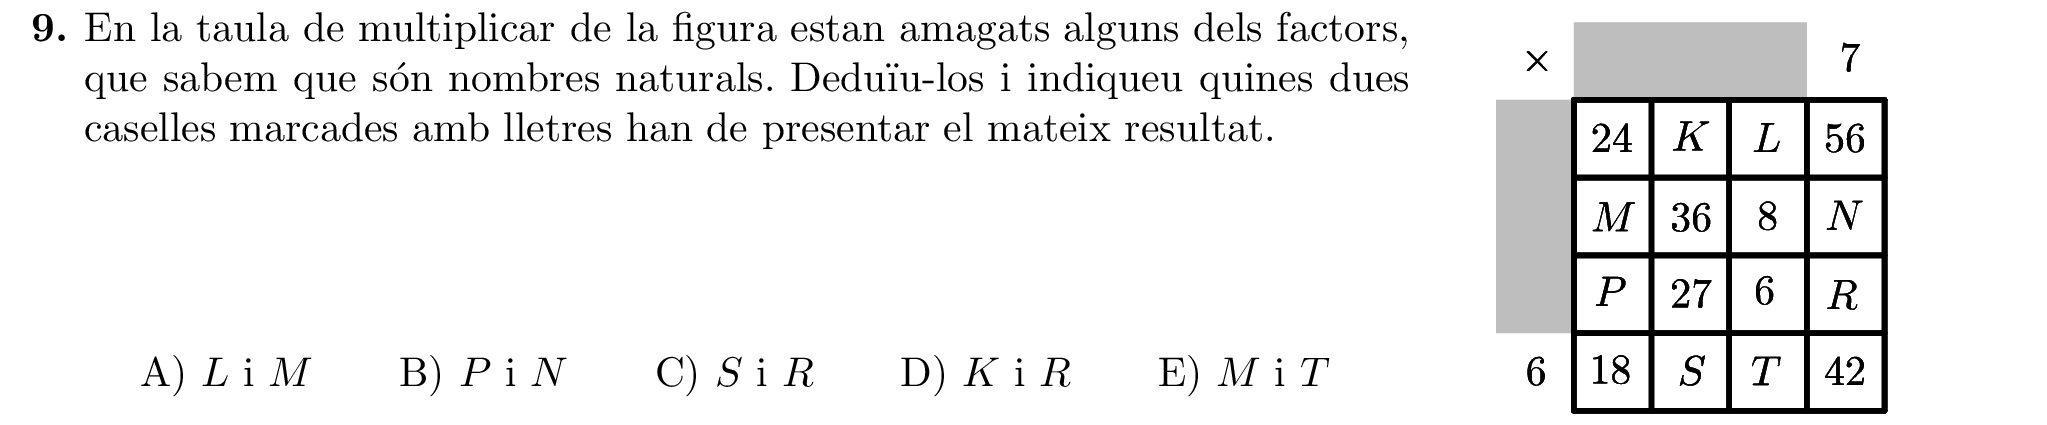 9. En la taula de multiplicar de la figura estan amagats alguns dels factors,
que sabem que són nombres naturals. Deduïu-los i indiqueu quines dues
caselles marcades amb lletres han de presentar el mateix resultat.
A) L i M B) P i N C) S i R D) K i R E) M i T
× 7
24 K L 56
M 36 8 N
P 27 6 R
6 18 S T 42